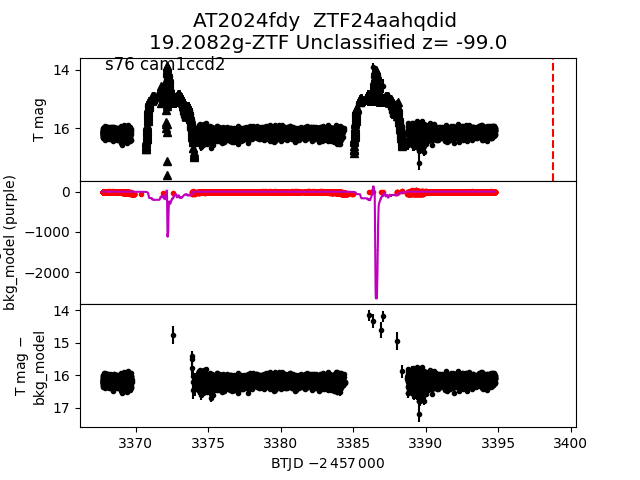 AT2024fdy  ZTF24aahqdid
19.2082g-ZTF Unclassified z= -99.0
s76 cam1ccd2
T mag
14
16
bkg_model (purple)
0
−1000
−2000
T mag −
bkg_model
14
15
16
17
3370
3375
3380
3385
3390
3395
3400
BTJD −2 457 000